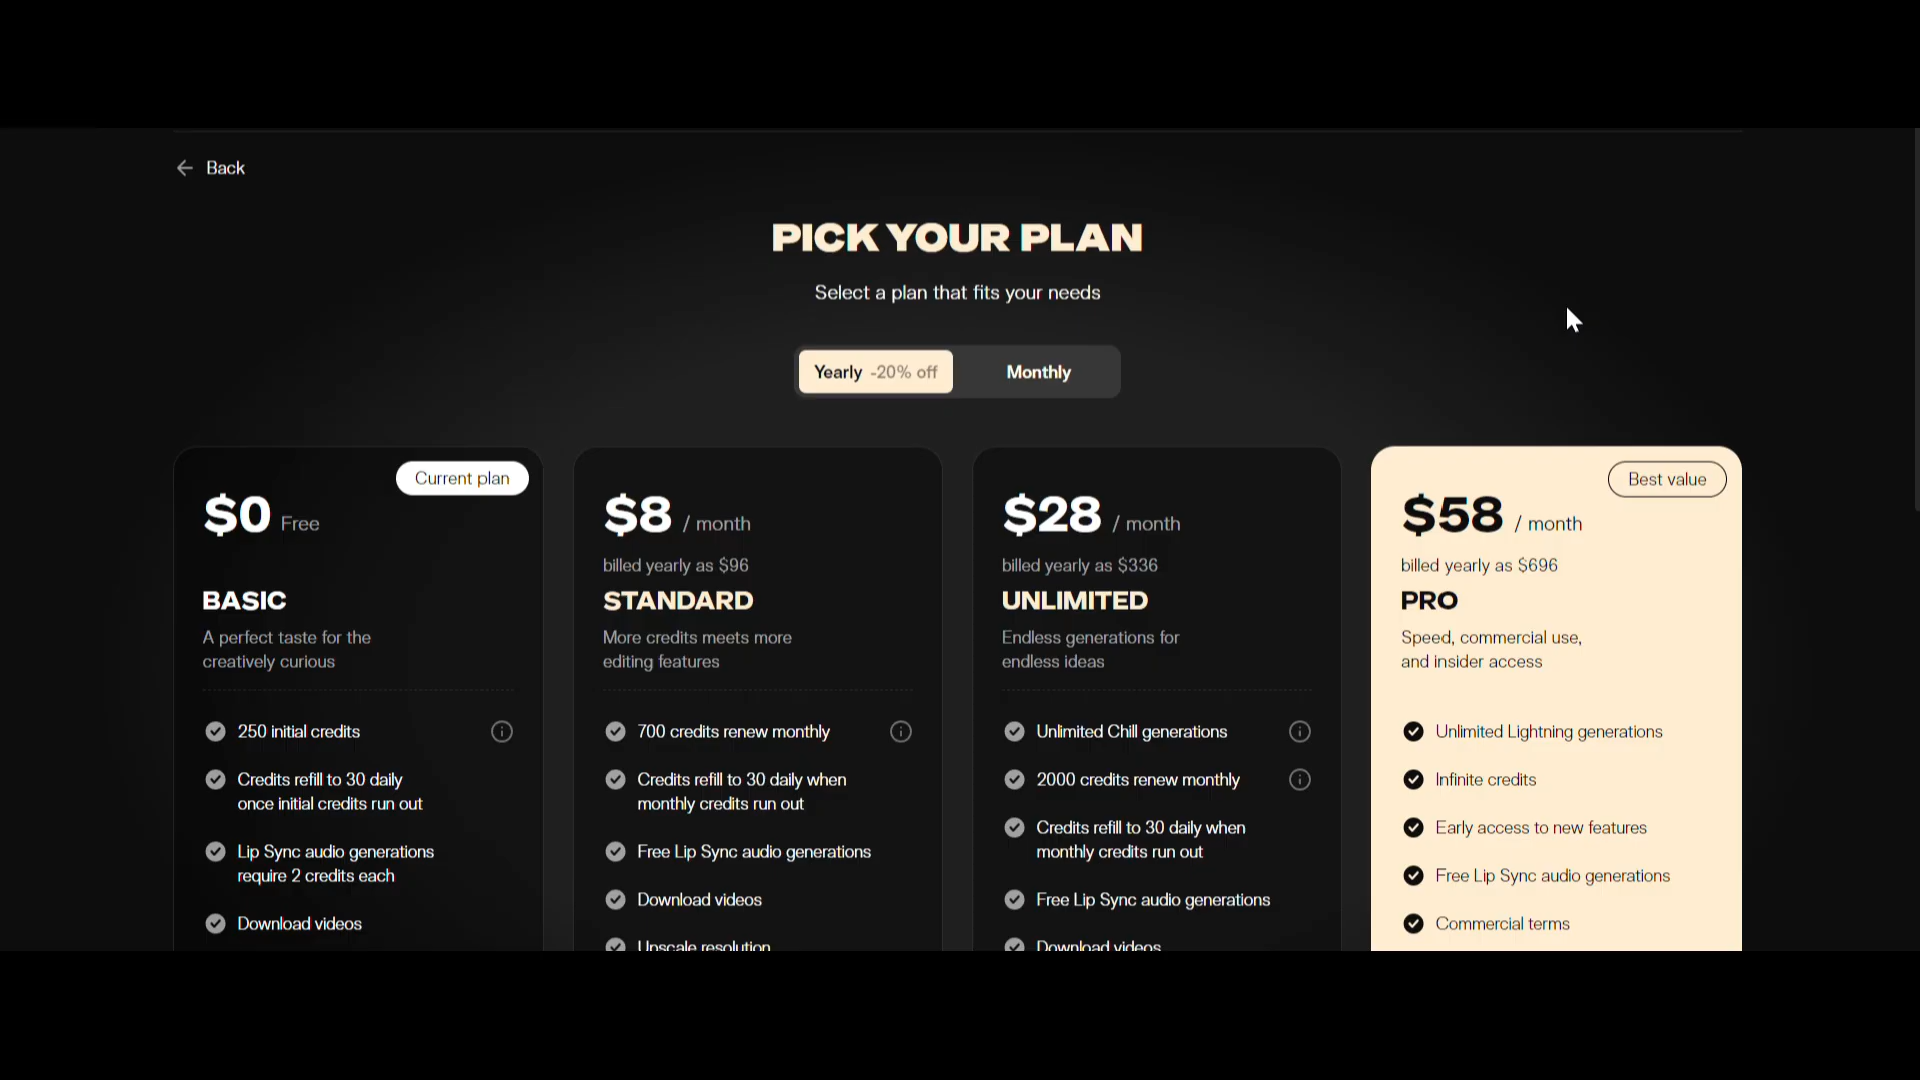 Back
PICK YOUR PLAN
Select a plan that fits your needs
Yearly -20% off
Monthly
Current plan
$0 Free
BASIC
A perfect taste for the
creatively curious
250 initial credits
Credits refill to 30 daily
once initial credits run out
Lip Sync audio generations
require 2 credits each
Download videos
$8 / month
billed yearly as $96
STANDARD
More credits meets more
editing features
700 credits renew monthly
Credits refill to 30 daily when
monthly credits run out
Free Lip Sync audio generations
Download videos
Upscale resolution
$28 / month
billed yearly as $336
UNLIMITED
Endless generations for
endless ideas
Unlimited Chill generations
2000 credits renew monthly
Credits refill to 30 daily when
monthly credits run out
Free Lip Sync audio generations
Download videos
Best value
$58 / month
billed yearly as $696
PRO
Speed, commercial use,
and insider access
Unlimited Lightning generations
Infinite credits
Early access to new features
Free Lip Sync audio generations
Commercial terms